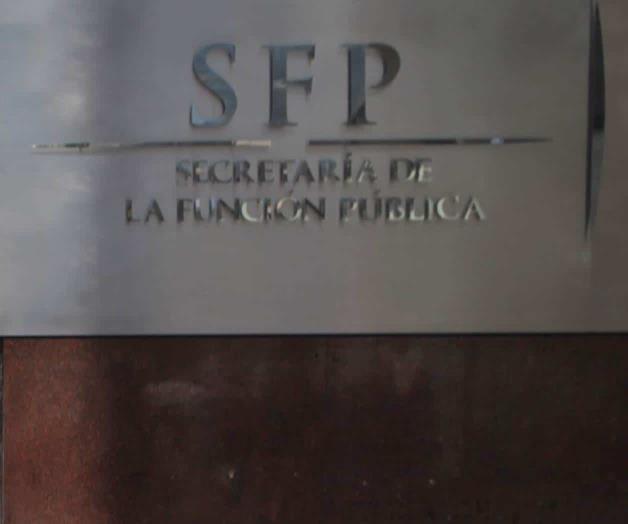 SFP
SECRETARÍA DE
LA FUNCIÓN PÚBLICA